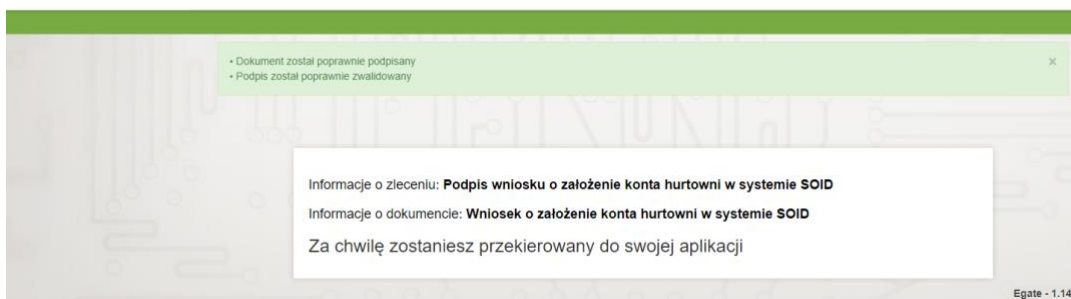 • Dokument został poprawnie podpisany
• Podpis został poprawnie zwalidowany
×
Informacje o zleceniu: Podpis wniosku o założenie konta hurtowni w systemie SOID
Informacje o dokumencie: Wniosek o założenie konta hurtowni w systemie SOID
Za chwilę zostaniesz przekierowany do swojej aplikacji
Egate - 1.14